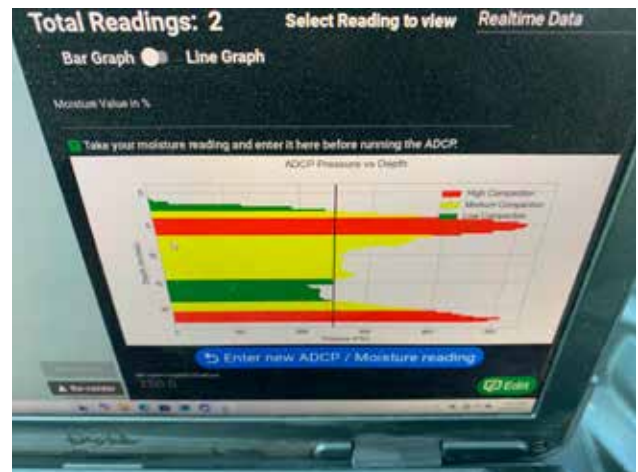 Total Readings: 2
Select Reading to view
Realtime Data
Bar Graph
Line Graph
Moisture Value in %
Take your moisture reading and enter it here before running the ADCP.
ADCP Pressure vs Depth
High Compaction
Medium Compaction
Low Compaction
Enter new ADCP / Moisture reading
Edit